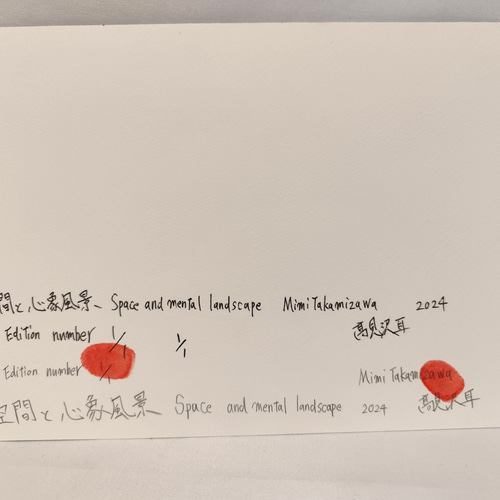 間と心象風景、Space and mental landscape Mimi Takamizawa 2024
Edition number 1/1 1/1 高見沢耳
Edition number 1/1 Mimi Takamizawa
空間と心象風景 Space and mental landscape 2024 高見沢耳